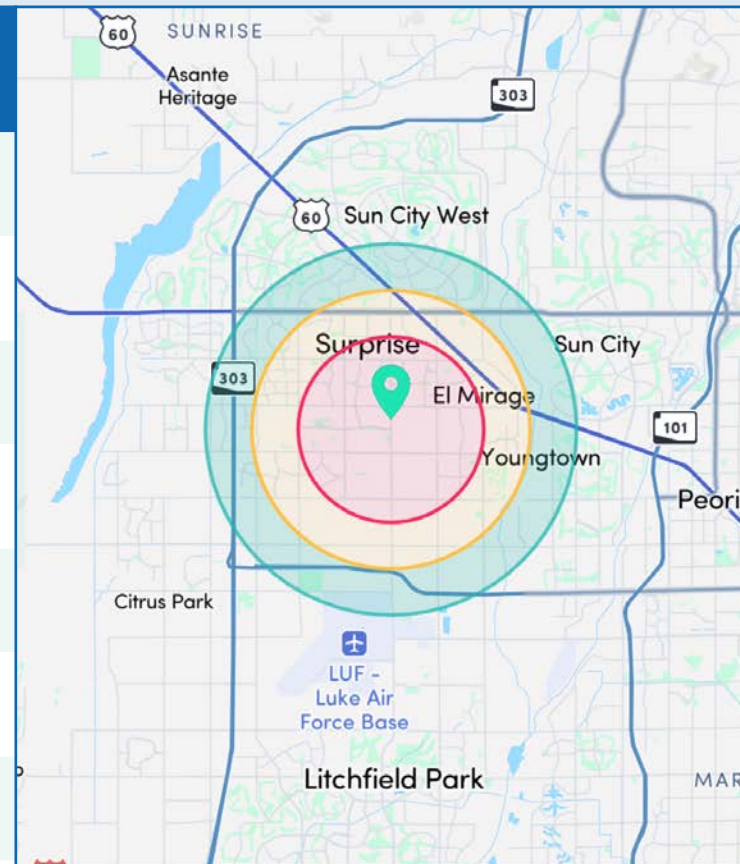 60
SUNRISE
Asante
Heritage
303
60
Sun City West
Surprise
Sun City
303
El Mirage
101
Youngtown
Peori
Citrus Park
LUF -
Luke Air
Force Base
Litchfield Park
MAR